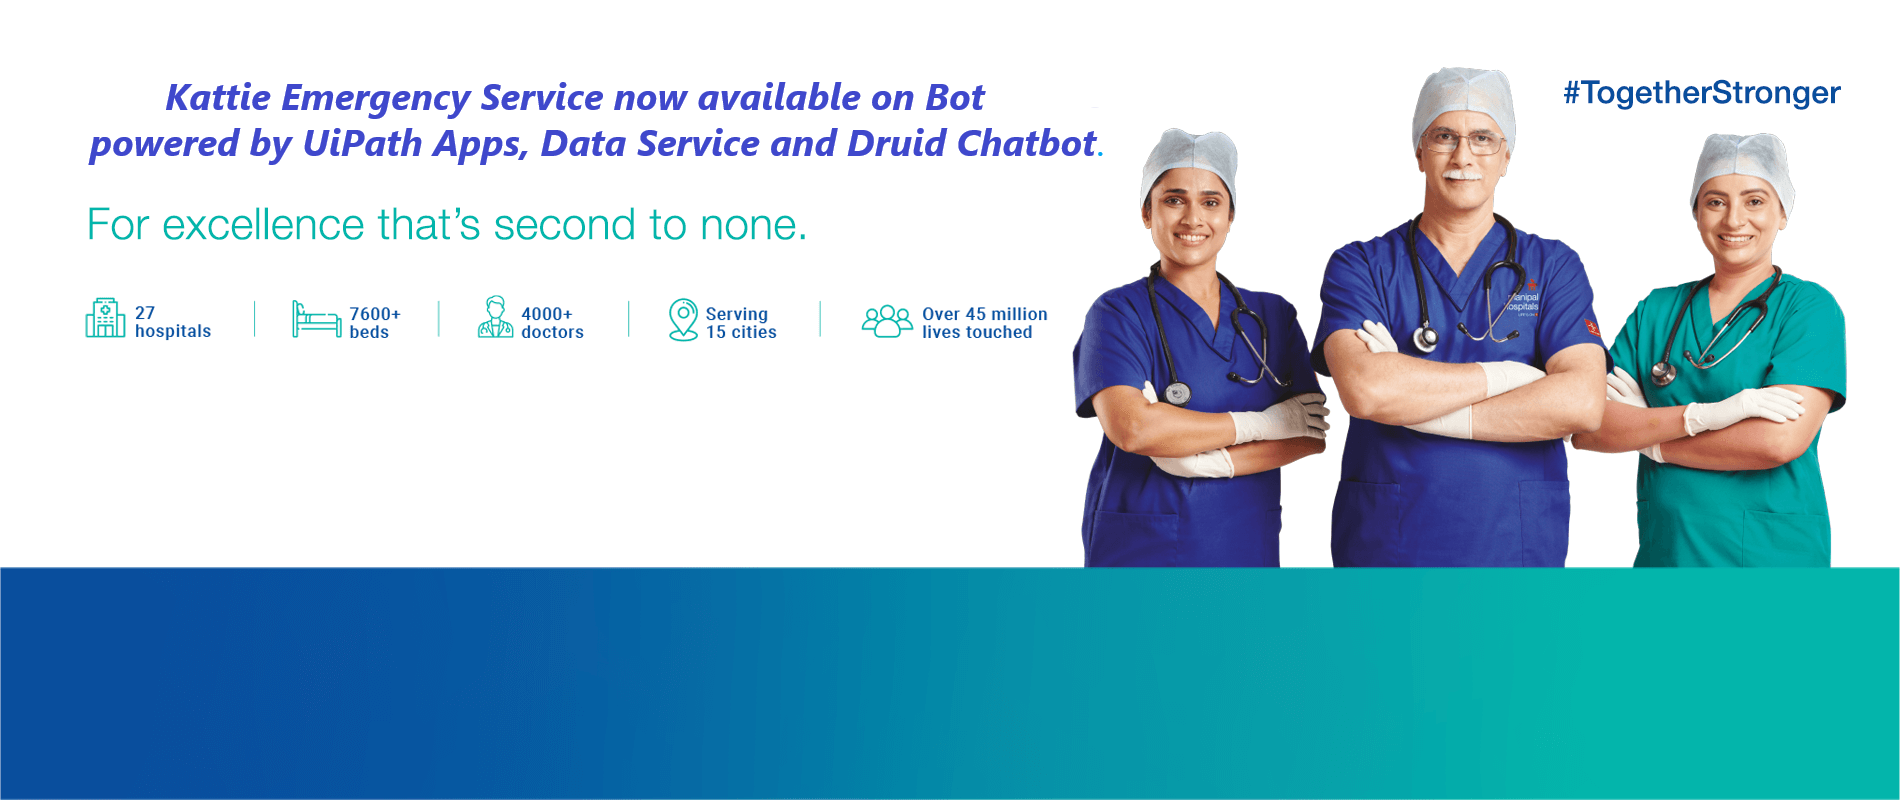 Kattie Emergency Service now available on Bot
powered by UiPath Apps, Data Service and Druid Chatbot.
#TogetherStronger
For excellence that's second to none.
27
hospitals
7600+
beds
4000+
doctors
Serving
15 cities
Over 45 million
lives touched